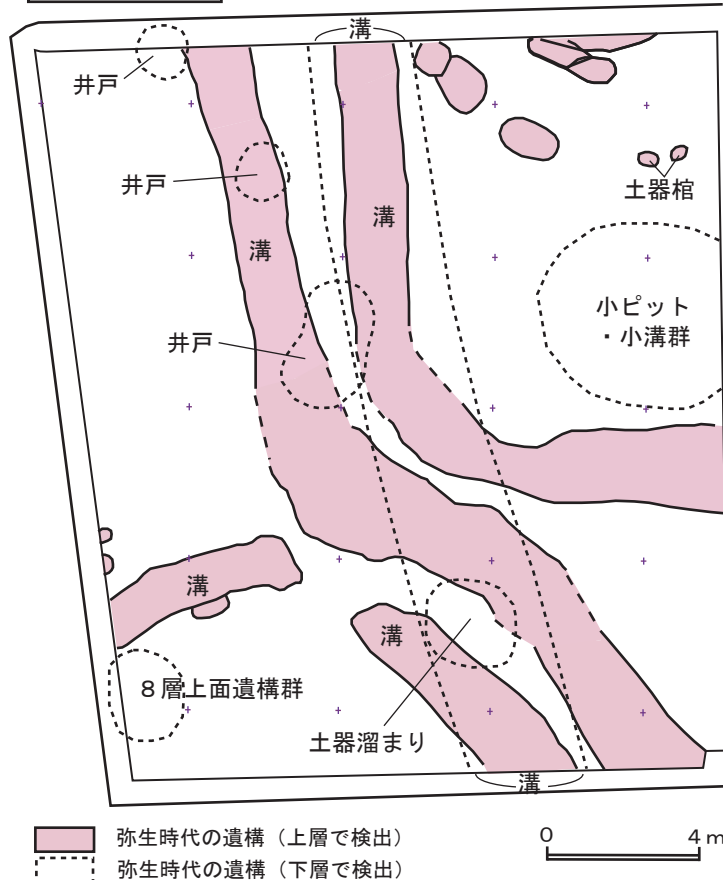 溝
井戸
井戸
土器棺
溝
溝
小ピット
・小溝群
井戸
溝
溝
８層上面遺構群
土器溜まり
溝
弥生時代の遺構（上層で検出）
弥生時代の遺構（下層で検出）
0 4 m